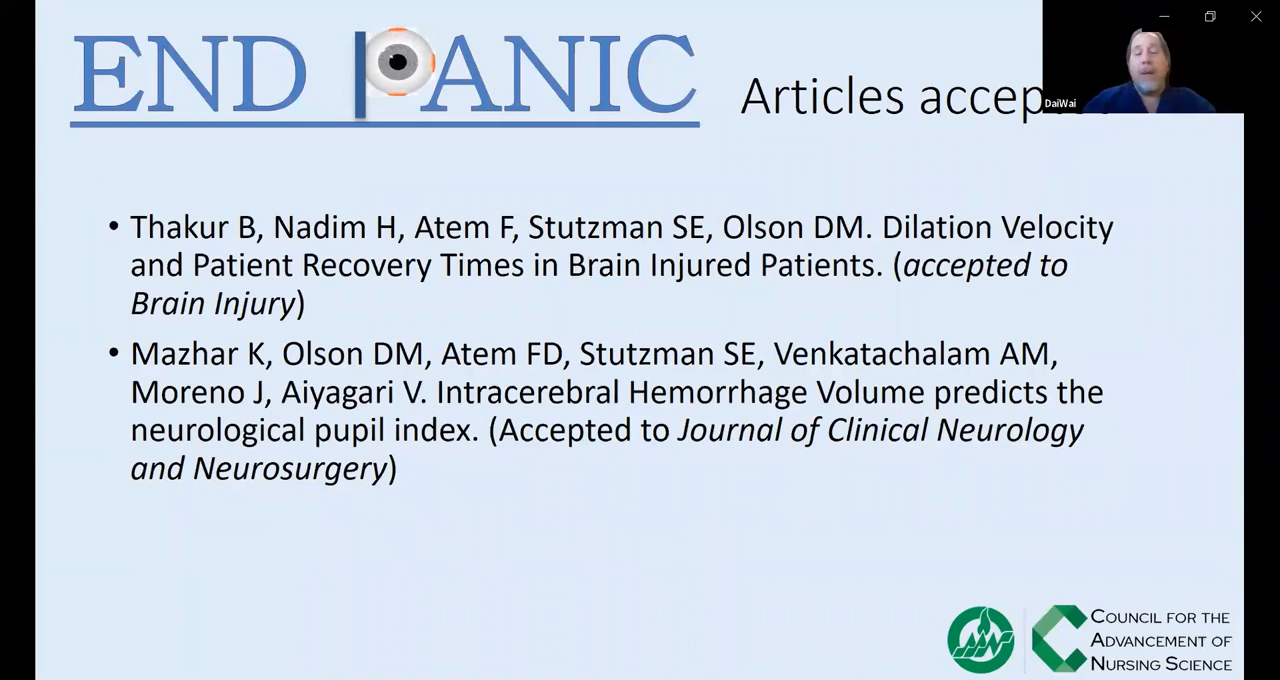 END PANIC
Articles accep
DaiWai
• Thakur B, Nadim H, Atem F, Stutzman SE, Olson DM. Dilation Velocity
and Patient Recovery Times in Brain Injured Patients. (accepted to
Brain Injury)
• Mazhar K, Olson DM, Atem FD, Stutzman SE, Venkatachalam AM,
Moreno J, Aiyagari V. Intracerebral Hemorrhage Volume predicts the
neurological pupil index. (Accepted to Journal of Clinical Neurology
and Neurosurgery)
COUNCIL FOR THE
ADVANCEMENT OF
NURSING SCIENCE